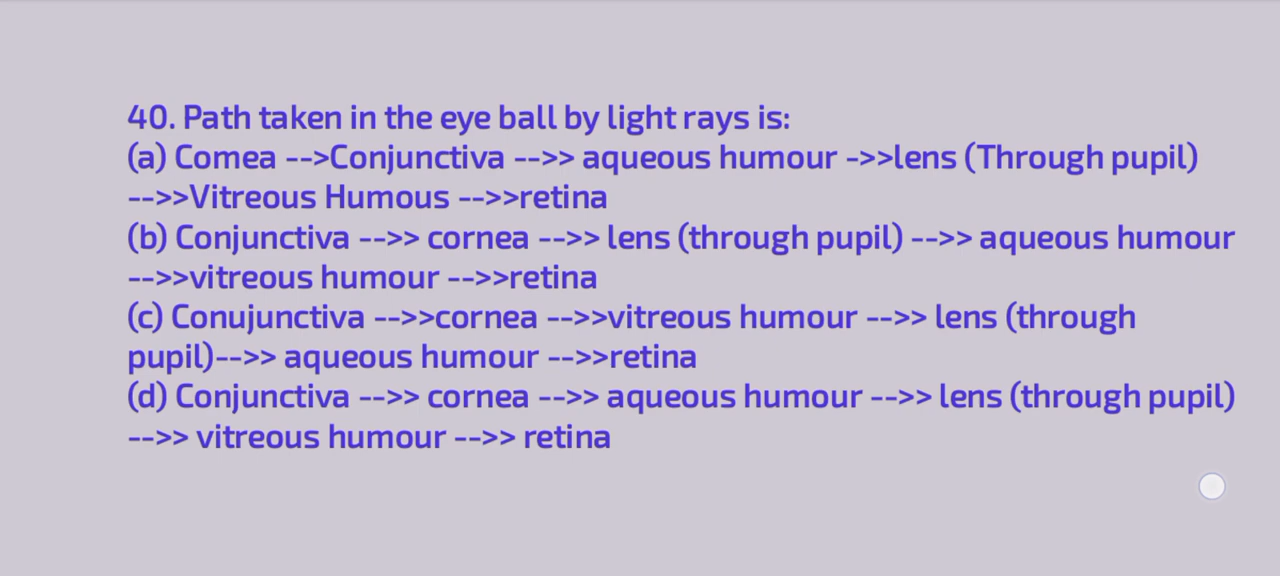 40. Path taken in the eye ball by light rays is:
(a) Comea -->Conjunctiva -->> aqueous humour ->>lens (Through pupil)
-->>Vitreous Humous -->>retina
(b) Conjunctiva -->> cornea -->> lens (through pupil) -->> aqueous humour
-->>vitreous humour -->>retina
(c) Conujunctiva -->>cornea -->>vitreous humour -->> lens (through
pupil)-->> aqueous humour -->>retina
(d) Conjunctiva -->> cornea -->> aqueous humour -->> lens (through pupil)
-->> vitreous humour -->> retina